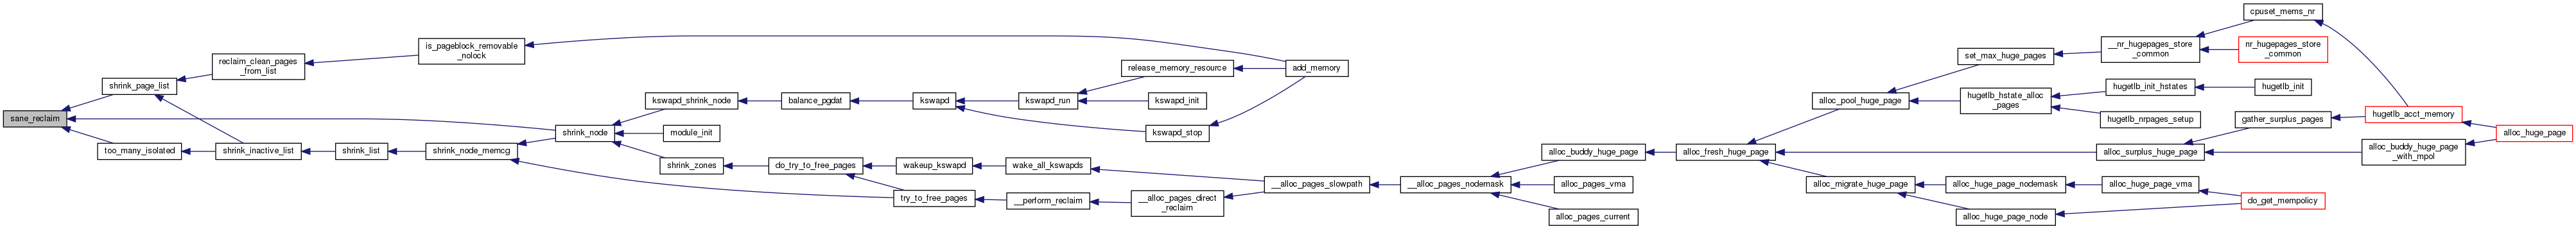 sane_reclaim
shrink_page_list
too_many_isolated
reclaim_clean_pages
_from_list
shrink_inactive_list
shrink_list
is_pageblock_removable
_nolock
shrink_node_memcg
shrink_node
kswapd_shrink_node
module_init
shrink_zones
balance_pgdat
do_try_to_free_pages
try_to_free_pages
kswapd
wakeup_kswapd
__perform_reclaim
kswapd_run
wake_all_kswapds
release_memory_resource
kswapd_init
kswapd_stop
__alloc_pages_direct
_reclaim
add_memory
__alloc_pages_slowpath
__alloc_pages_nodemask
alloc_buddy_huge_page
alloc_pages_vma
alloc_pages_current
alloc_fresh_huge_page
alloc_pool_huge_page
alloc_migrate_huge_page
set_max_huge_pages
hugetlb_hstate_alloc
_pages
alloc_huge_page_nodemask
alloc_huge_page_node
__nr_hugepages_store
_common
hugetlb_init_hstates
hugetlb_nrpages_setup
alloc_surplus_huge_page
alloc_huge_page_vma
cpuset_mems_nr
nr_hugepages_store
_common
hugetlb_init
gather_surplus_pages
do_get_mempolicy
hugetlb_acct_memory
alloc_buddy_huge_page
_with_mpol
alloc_huge_page